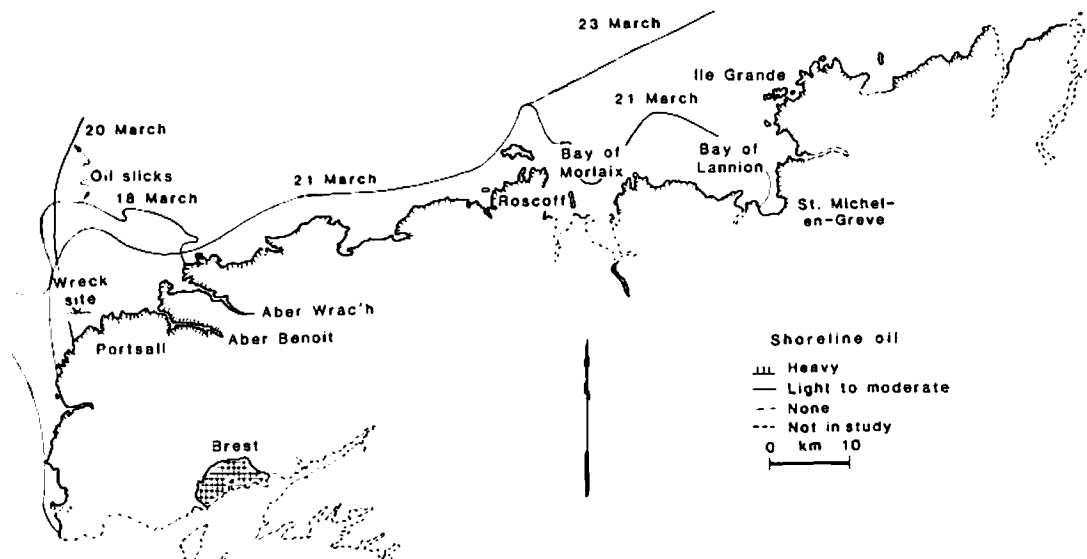 23 March
Ile Grande
21 March
20 March
Bay of
Morlaix
Bay of
Lannion
Oil slicks
18 March
21 March
Roscoff
St. Michel-
en-Greve
Wreck
site
Aber Wrac'h
Aber Benoit
Portsall
Shoreline oil
Heavy
Light to moderate
None
Not in study
0 km 10
Brest